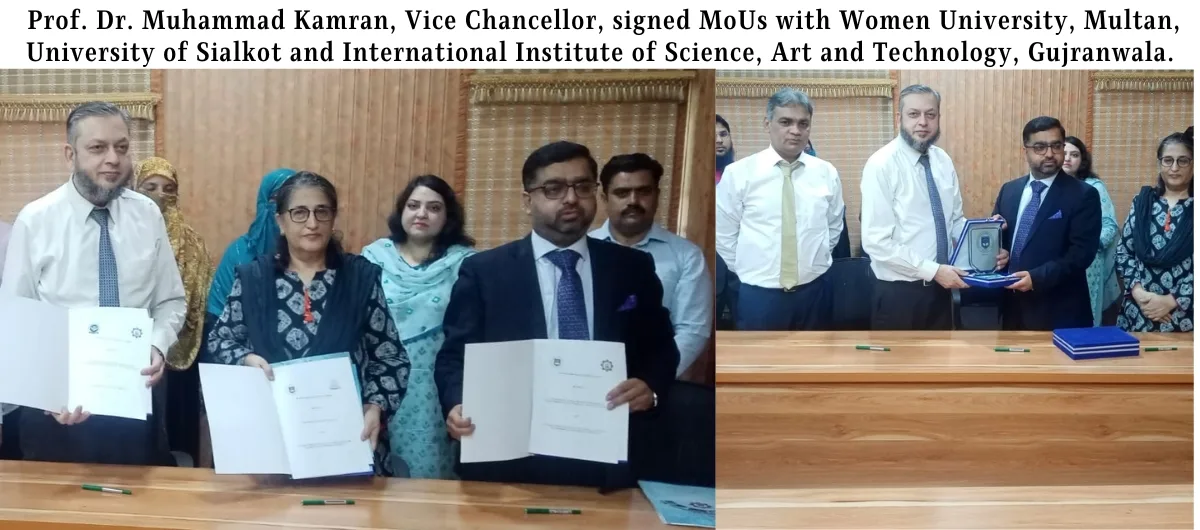 Prof. Dr. Muhammad Kamran, Vice Chancellor, signed MoUs with Women University, Multan,
University of Sialkot and International Institute of Science, Art and Technology, Gujranwala.